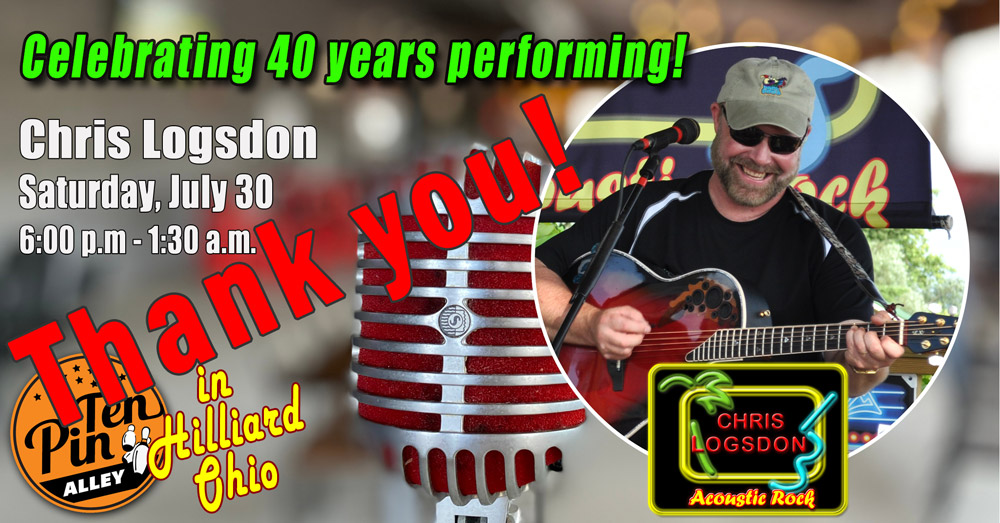 Celebrating 40 years performing!
Chris Logsdon
Saturday, July 30
6:00 p.m - 1:30 a.m.
Thank you!
Ten
Pin
ALLEY
in
Hilliard
Ohio
Rock
CHRIS
LOGSDON
Acoustic Rock